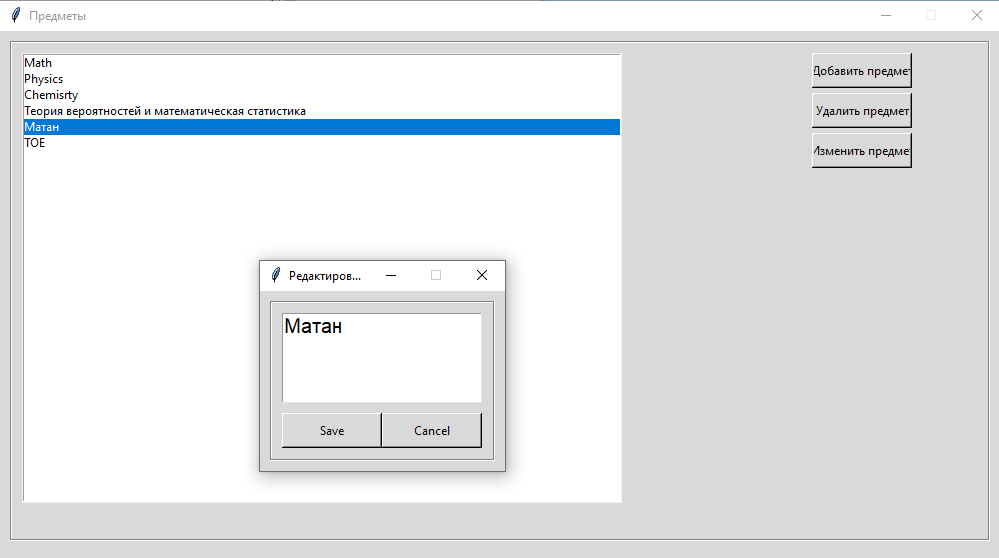 Предметы
Math
Physics
Chemisrty
Теория вероятностей и математическая статистика
Матан
ТОЕ
Добавить предмет
Удалить предмет
Изменить предмет
Редактиров...
Матан
Save
Cancel